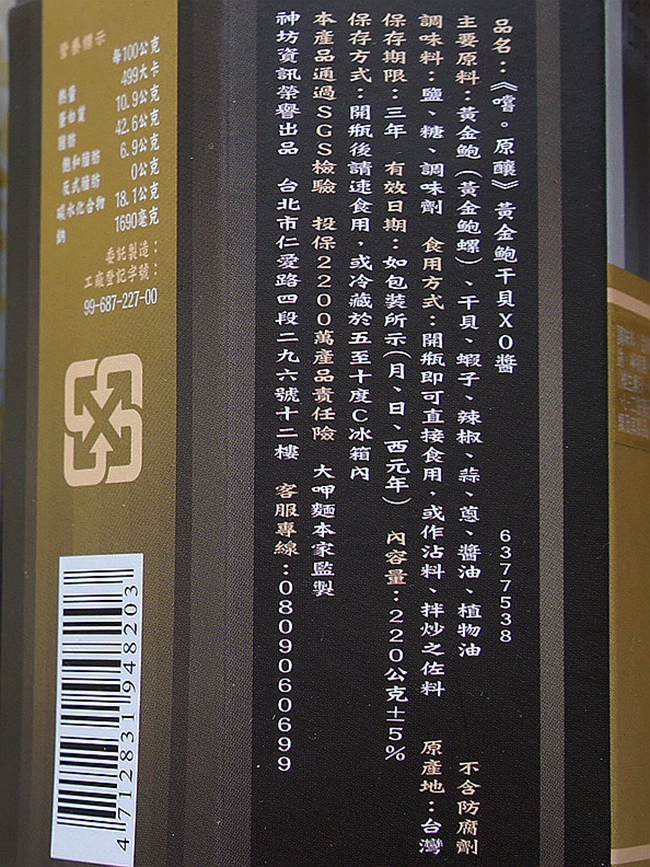 品名：《嚐。原釀》黃金鮑干貝XO醬 6377538
主要原料：黃金鮑（黃金鮑螺）、干貝、蝦子、辣椒、蒜、蔥、醬油、植物油 不含防腐劑
調味料：鹽、糖、調味劑 食用方式：開瓶即可直接食用，或作沾料、拌炒之佐料 原產地：台灣
保存期限：三年 有效日期：如包裝所示(月、日、西元年) 內容量：220公克±5%
保存方式：開瓶後請速食用，或冷藏於五至十度C冰箱內
本產品通過SGS檢驗 投保2200萬產品責任險 大呷麵本家監製
神坊資訊榮譽出品 台北市仁愛路四段二九六號十二樓 客服專線：0809060699
營養標示
每100公克
熱量 499大卡
蛋白質 10.9公克
脂肪 42.6公克
飽和脂肪 6.9公克
反式脂肪 0公克
碳水化合物 18.1公克
鈉 1690毫克
委託製造：
工廠登記字號：
99-687-227-00
4 712831 948203